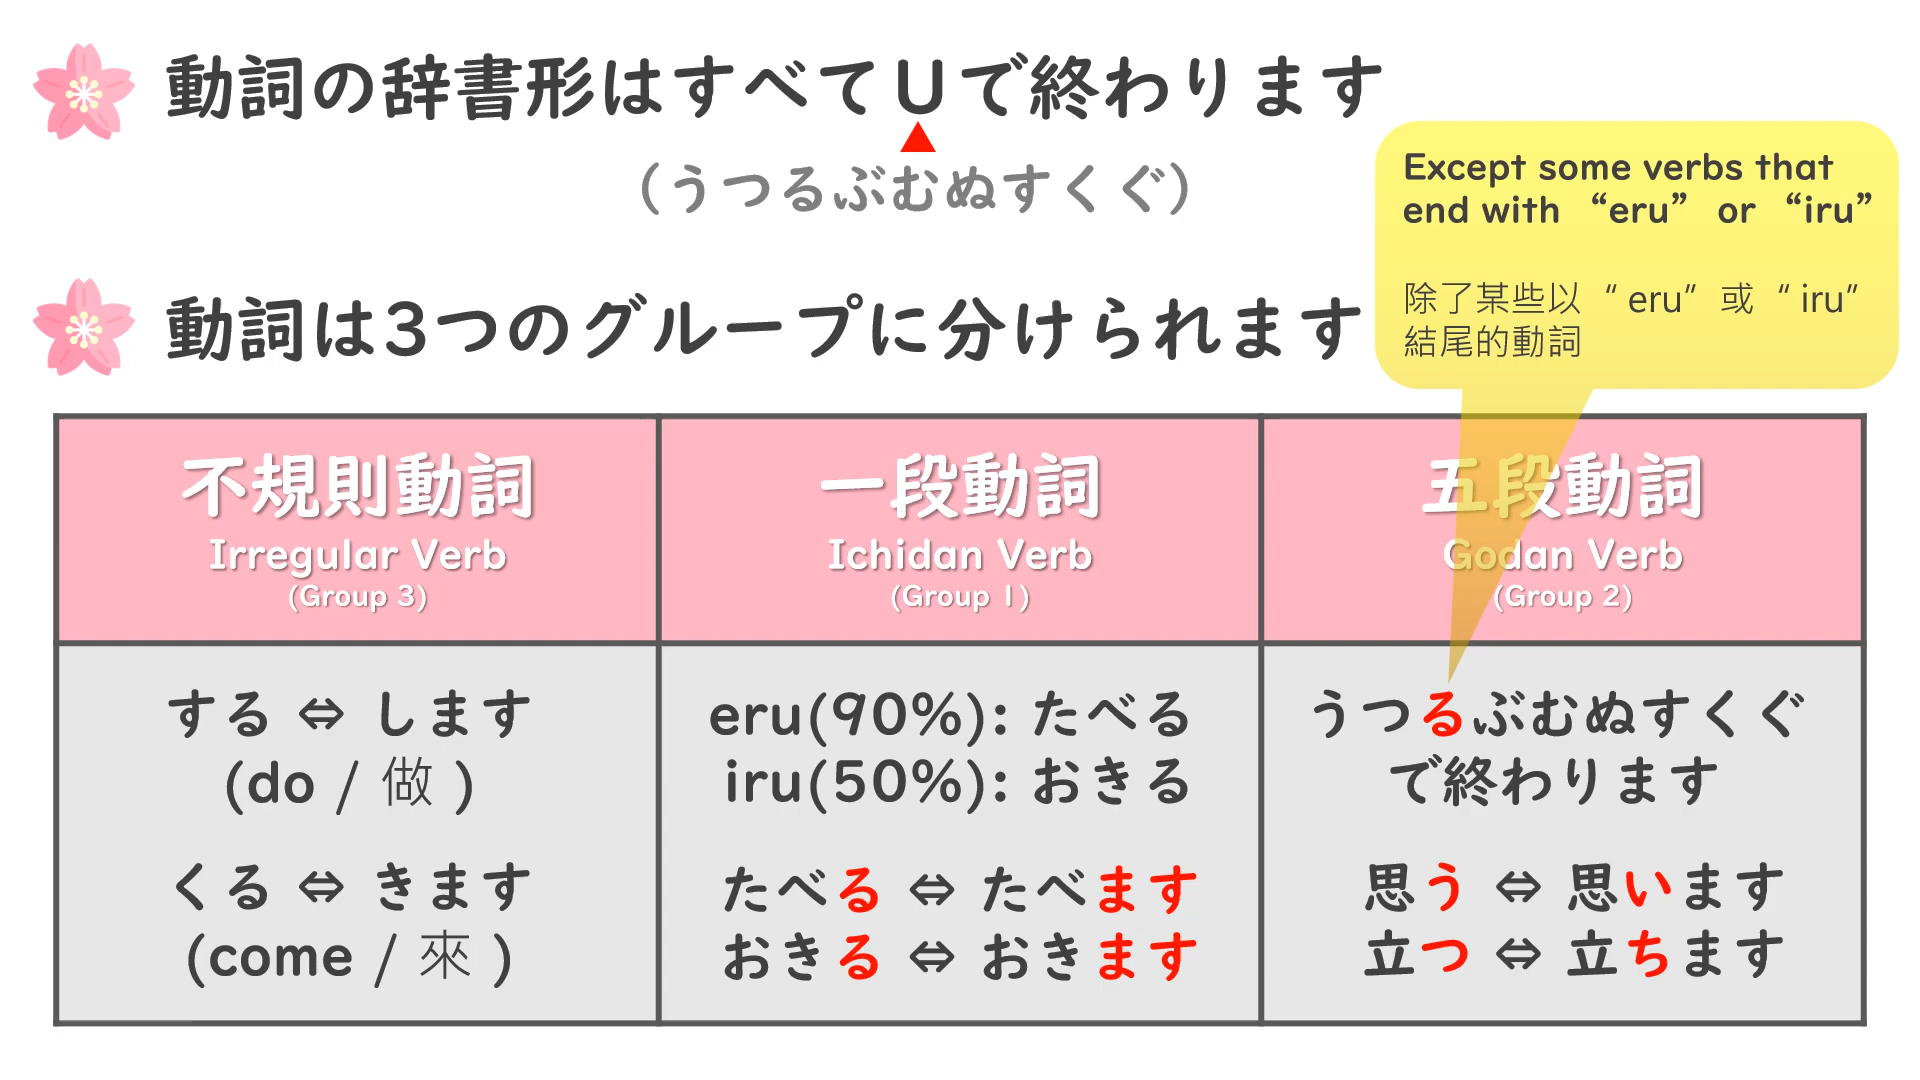 動詞の辞書形はすべてUで終わります
（うつるぶむぬすくぐ）
Except some verbs that
end with “eru” or “iru”
除了某些以“ eru”或“ iru”
結尾的動詞
動詞は3つのグループに分けられます
不規則動詞
Irregular Verb
(Group 3)
する ⇔ します
(do / 做 )
くる ⇔ きます
(come / 來 )
一段動詞
Ichidan Verb
(Group 1)
eru(90%): たべる
iru(50%): おきる
たべる ⇔ たべます
おきる ⇔ おきます
五段動詞
Godan Verb
(Group 2)
うつるぶむぬすくぐ
で終わります
思う ⇔ 思います
立つ ⇔ 立ちます